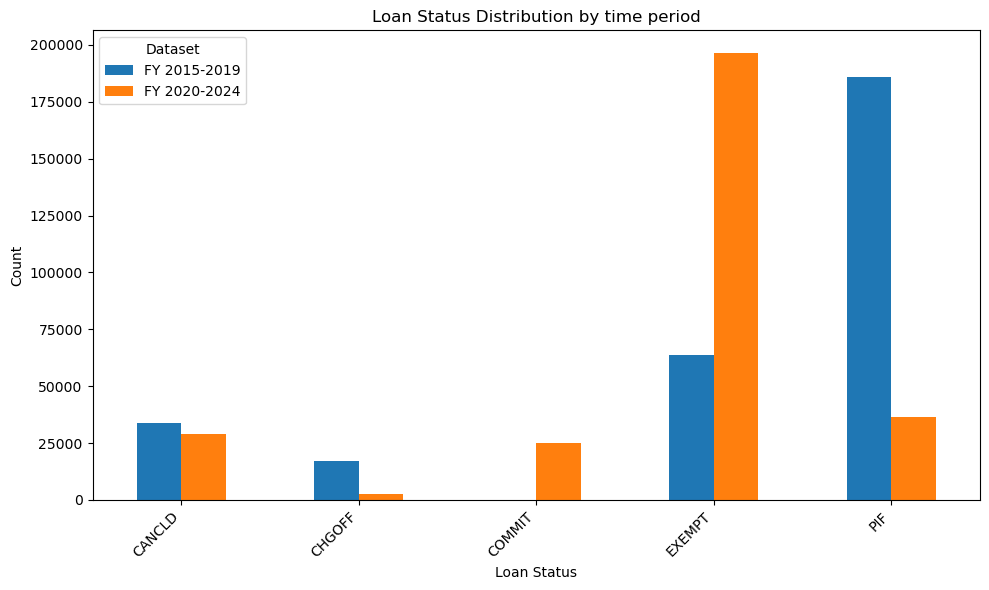 Loan Status Distribution by time period
Dataset
FY 2015-2019
FY 2020-2024
Count
200000
175000
150000
125000
100000
75000
50000
25000
0
CANCLD
CHGOFF
COMMIT
EXEMPT
PIF
Loan Status